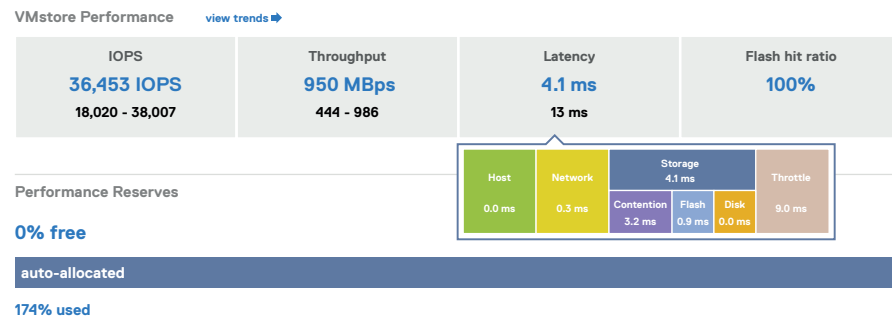 VMstore Performance view trends
IOPS Throughput Latency Flash hit ratio
36,453 IOPS 950 MBps 4.1 ms 100%
18,020 - 38,007 444 - 986 13 ms
Storage
4.1 ms
Host Network Throttle
0.0 ms 0.3 ms 9.0 ms
Contention Flash Disk
3.2 ms 0.9 ms 0.0 ms
Performance Reserves
0% free
auto-allocated
174% used